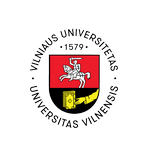 VILNIAUS UNIVERSITETAS
· 1579 ·
UNIVERSITAS VILNENSIS